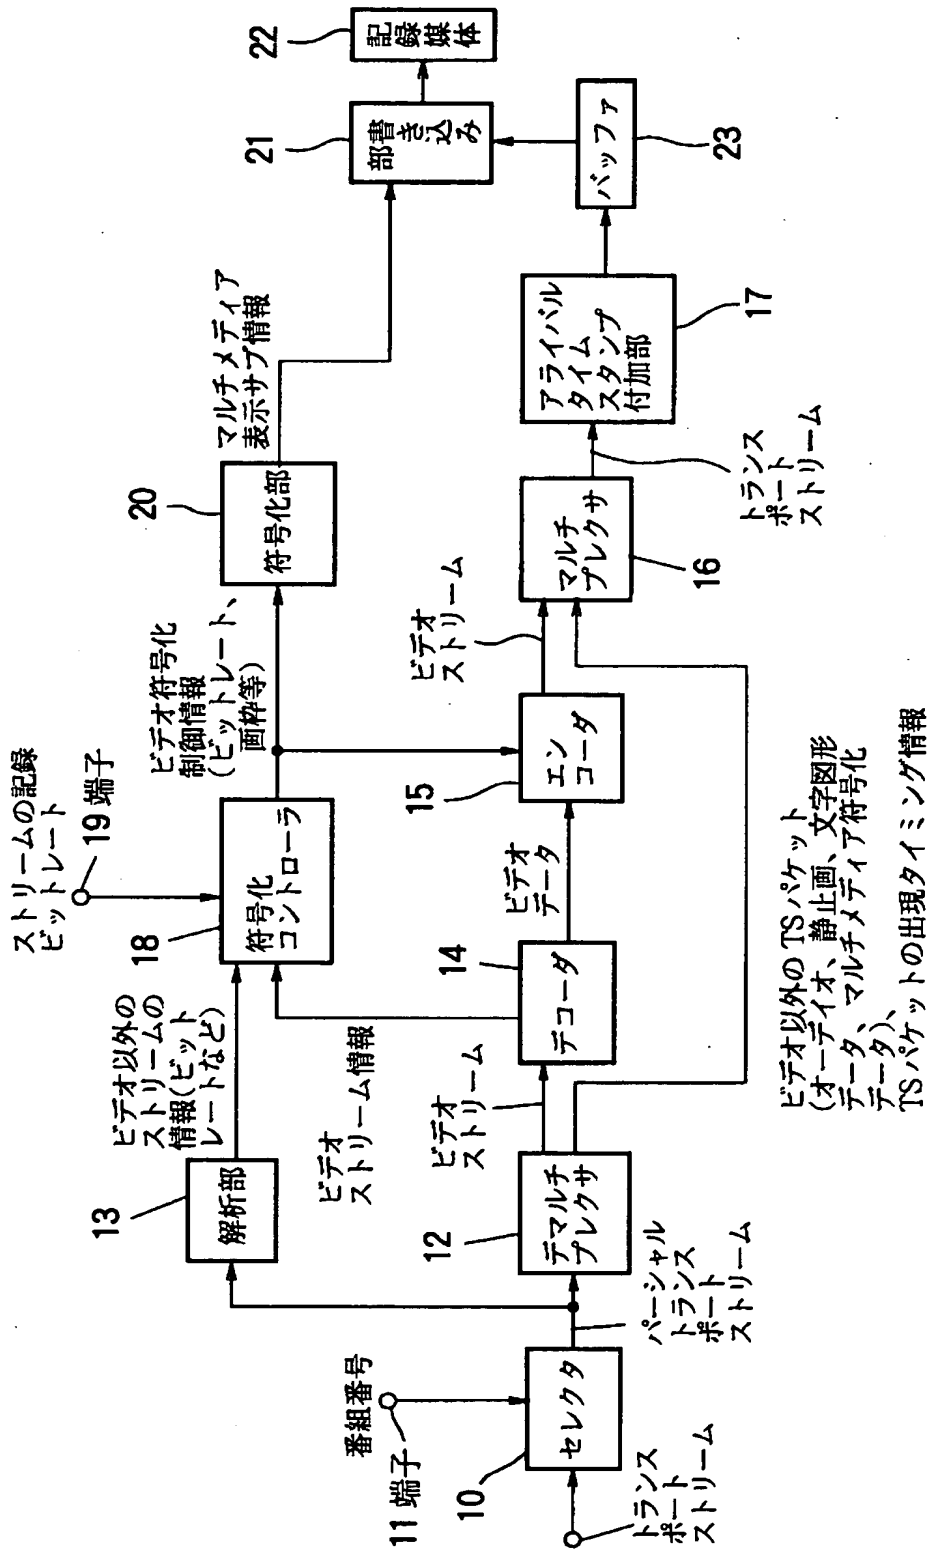 トランス
ポート
ストリーム
10
セレクタ
11 端子
番組番号
パーシャル
トランス
ポート
ストリーム
12
デマルチ
プレクサ
13
解析部
ビデオ以外の
ストリームの
情報(ビット
レートなど)
ビデオ
ストリーム情報
ビデオ
ストリーム
14
デコーダ
ビデオ
データ
15
エン
コーダ
18
符号化
コントローラ
ストリームの記録
ビットレート
19 端子
ビデオ符号化
制御情報
(ビットレート、
画枠等)
20
符号化部
マルチメディア
表示サブ情報
ビデオ
ストリーム
16
マルチ
プレクサ
トランス
ポート
ストリーム
17
アライバル
タイム
スタンプ
付加部
23
バッファ
21
書き込み
部
22
記録
媒体
ビデオ以外のTSパケット
(オーディオ、静止画、文字図形
データ、マルチメディア符号化
データ)、
TSパケットの出現タイミング情報